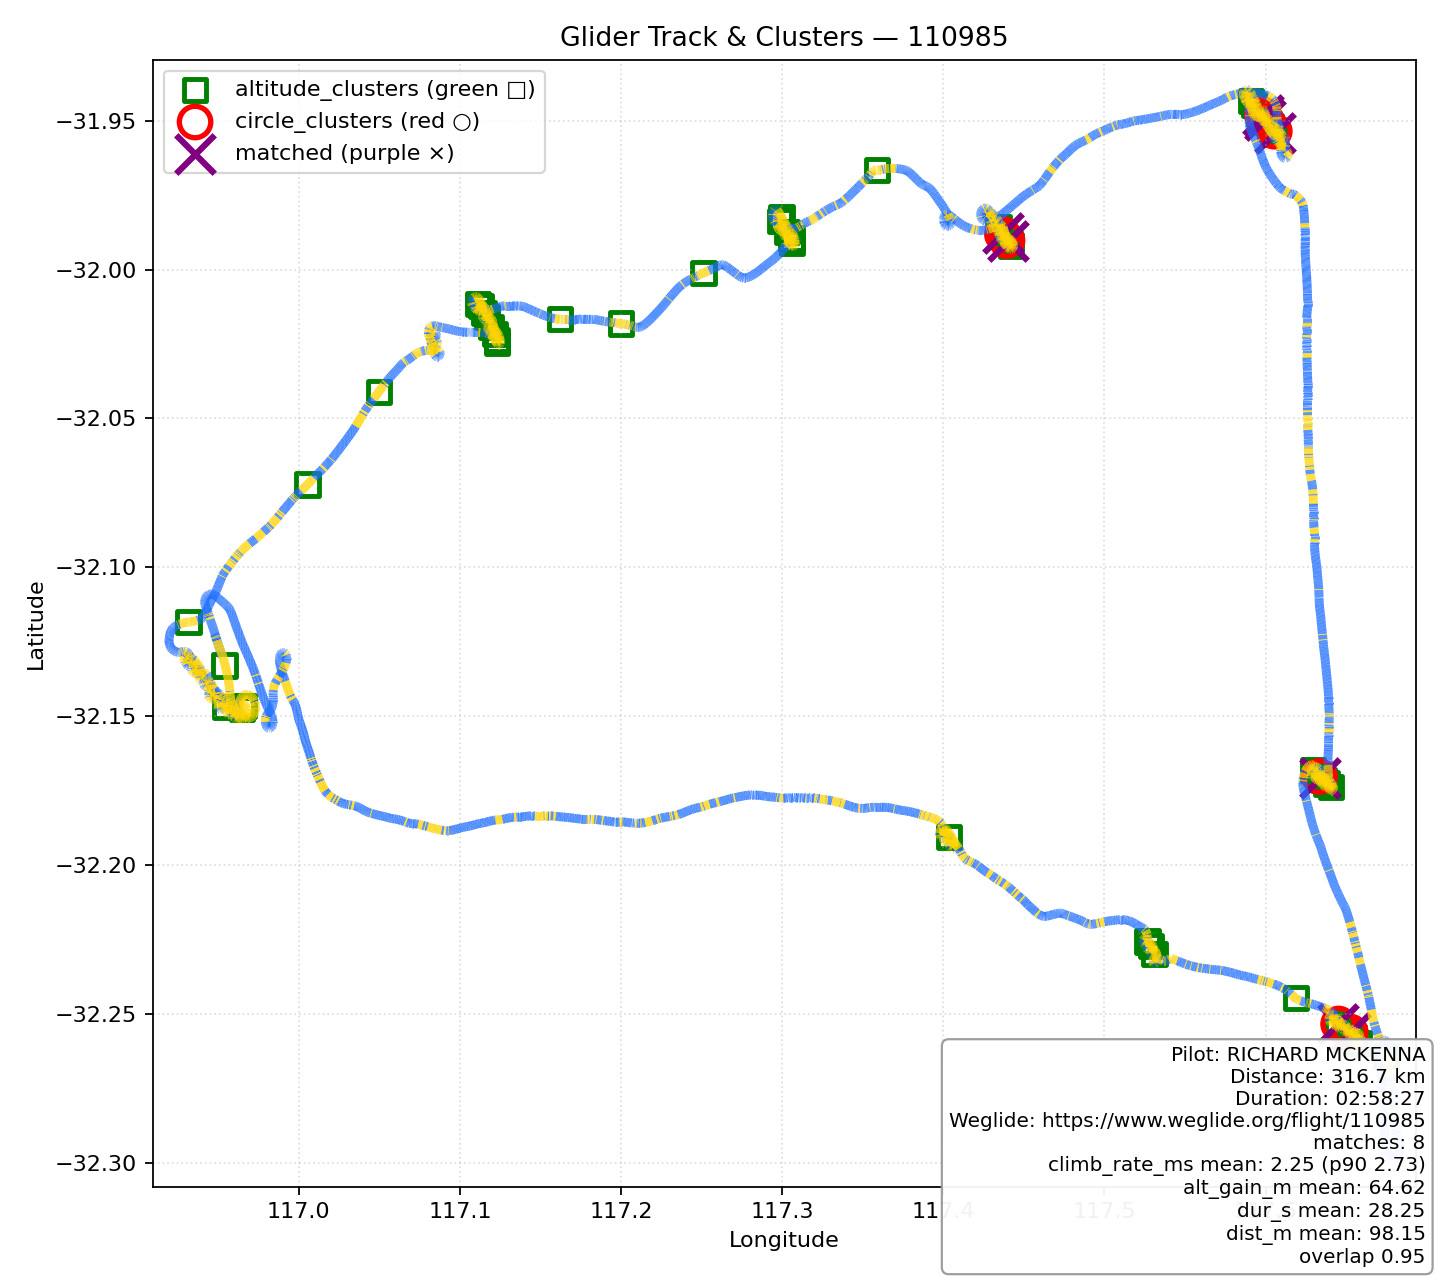 Glider Track & Clusters — 110985
altitude_clusters (green □)
circle_clusters (red ○)
matched (purple ×)
−31.95
−32.00
−32.05
−32.10
−32.15
−32.20
−32.25
−32.30
Latitude
117.0
117.1
117.2
117.3
117.4
117.5
Longitude
Pilot: RICHARD MCKENNA
Distance: 316.7 km
Duration: 02:58:27
Weglide: https://www.weglide.org/flight/110985
matches: 8
climb_rate_ms mean: 2.25 (p90 2.73)
alt_gain_m mean: 64.62
dur_s mean: 28.25
dist_m mean: 98.15
overlap 0.95